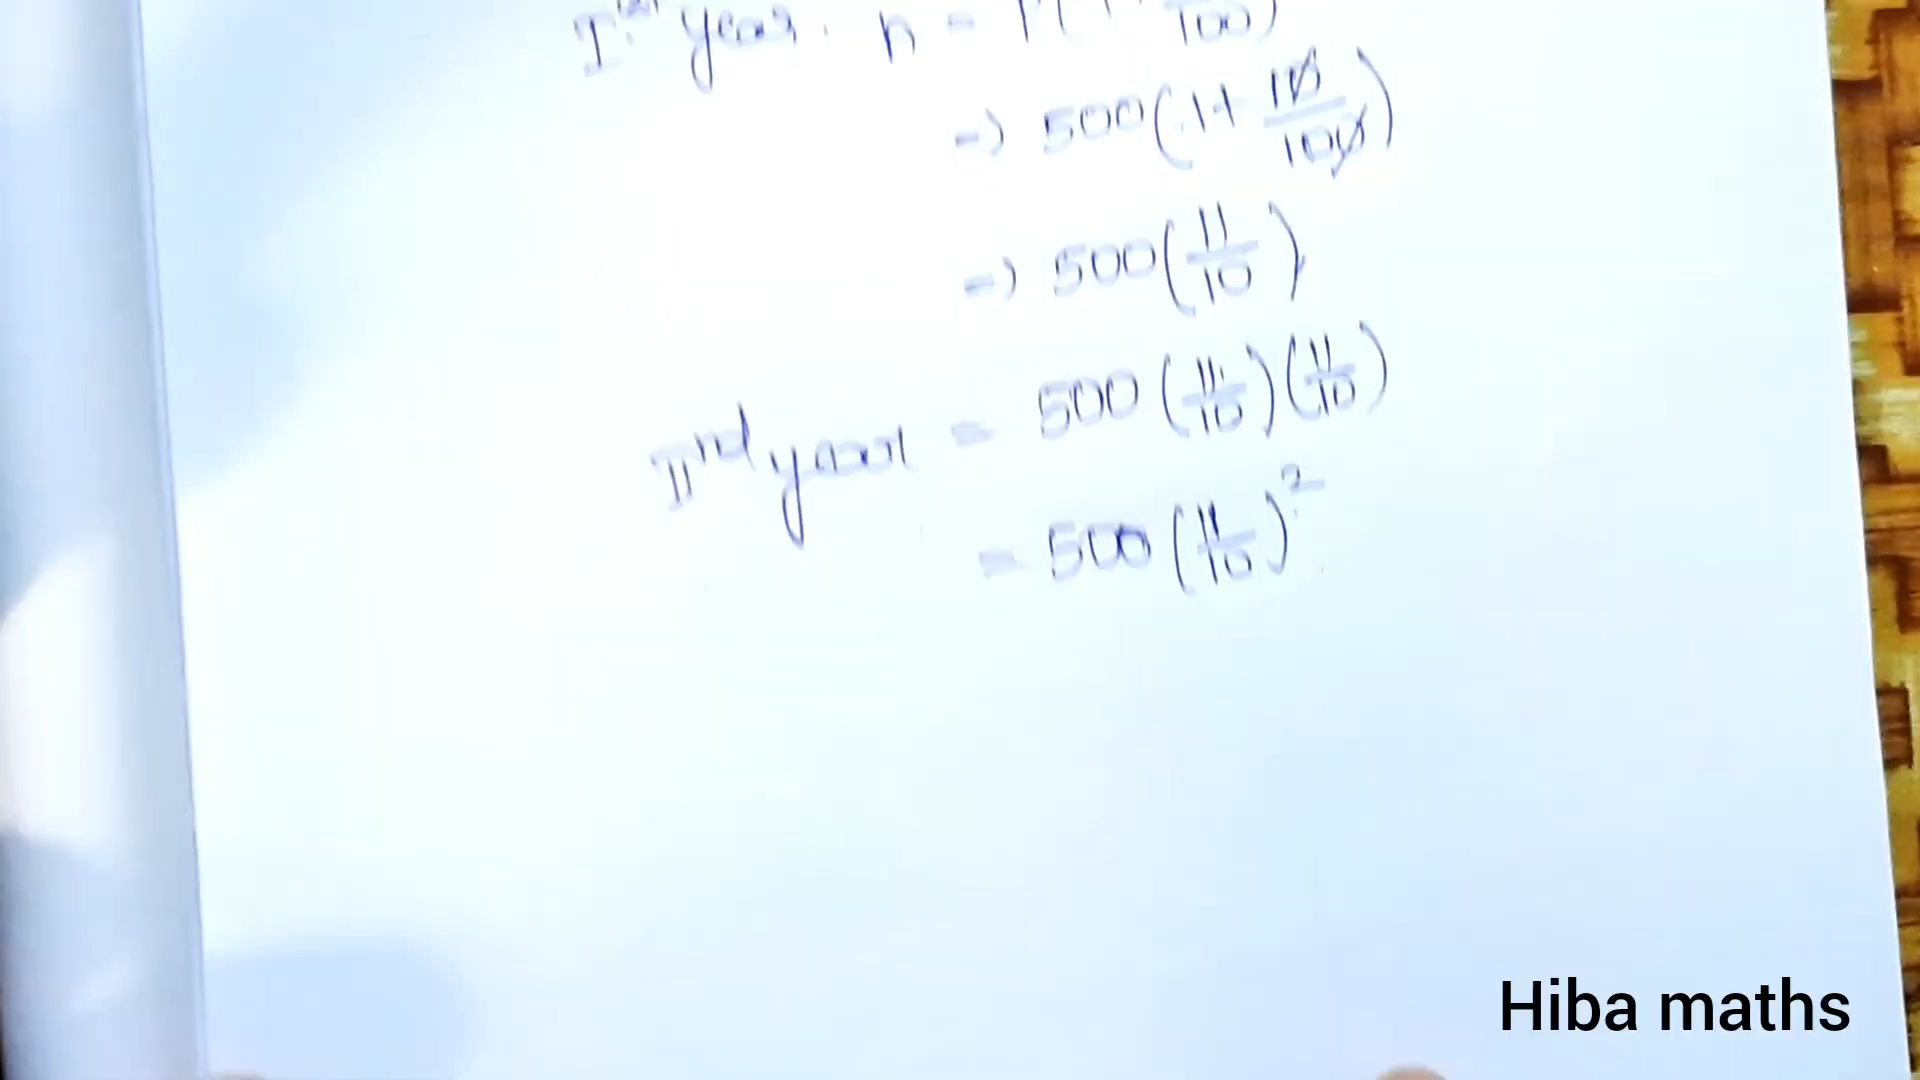 Ist year. n = P(1+ /100)
=) 500(1+ 10/100)
=) 500(11/10)
IInd year = 500 (11/10)(11/10)
= 500 (11/10)²
Hiba maths